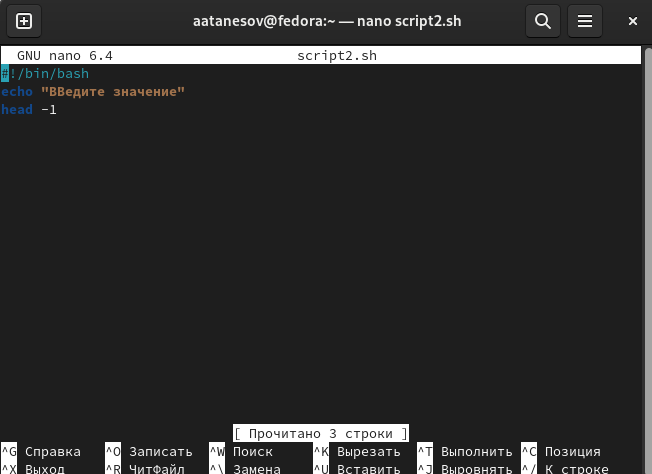 aatanesov@fedora:~ — nano script2.sh
GNU nano 6.4 script2.sh
#!/bin/bash
echo "ВВедите значение"
head -1
[ Прочитано 3 строки ]
^G Справка ^O Записать ^W Поиск ^K Вырезать ^T Выполнить ^C Позиция
^X Выход ^R ЧитФайл ^\ Замена ^U Вставить ^J Выровнять ^/ К строке